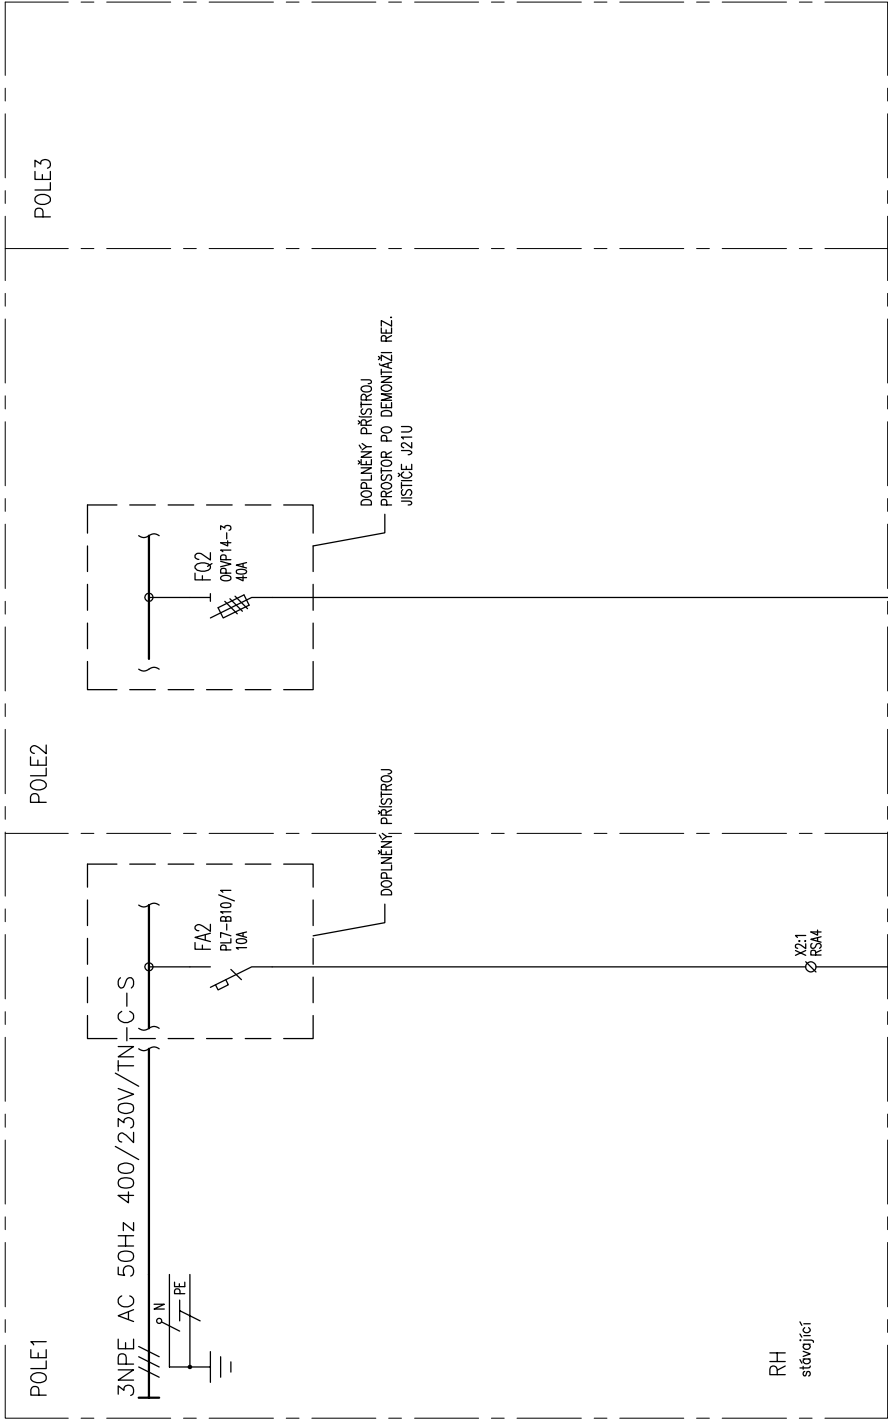 POLE1
POLE2
POLE3
3NPE AC 50Hz 400/230V/TN-C-S
N
PE
FA2
PL7-B10/1
10A
DOPLNĚNÝ PŘÍSTROJ
FQ2
OPVP14-3
40A
DOPLNĚNÝ PŘÍSTROJ
PROSTOR PO DEMONTÁŽI REZ.
JISTIČE J21U
X2:1
RSA4
RH
stávající